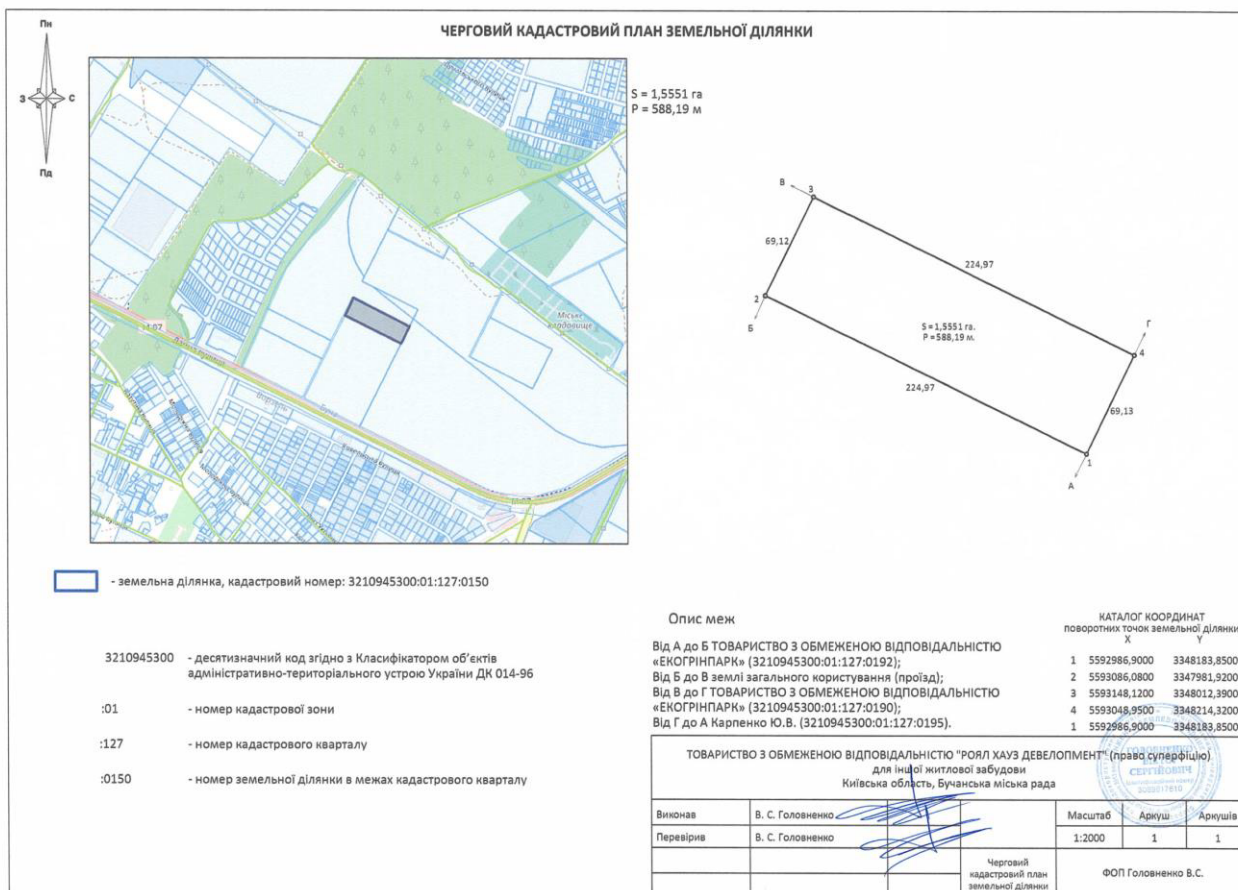 ЧЕРГОВИЙ КАДАСТРОВИЙ ПЛАН ЗЕМЕЛЬНОЇ ДІЛЯНКИ
Пн
З
С
Пд
S = 1,5551 га
P = 588,19 м
Міське кладовище
В
3
69,12
224,97
2
Б
S = 1,5551 га.
P = 588,19 м.
Г
4
224,97
69,13
1
А
- земельна ділянка, кадастровий номер: 3210945300:01:127:0150
3210945300 - десятизначний код згідно з Класифікатором об’єктів
адміністративно-територіального устрою України ДК 014-96
:01 - номер кадастрової зони
:127 - номер кадастрового кварталу
:0150 - номер земельної ділянки в межах кадастрового кварталу
Опис меж
Від А до Б ТОВАРИСТВО З ОБМЕЖЕНОЮ ВІДПОВІДАЛЬНІСТЮ
«ЕКОГРІНПАРК» (3210945300:01:127:0192);
Від Б до В землі загального користування (проїзд);
Від В до Г ТОВАРИСТВО З ОБМЕЖЕНОЮ ВІДПОВІДАЛЬНІСТЮ
«ЕКОГРІНПАРК» (3210945300:01:127:0190);
Від Г до А Карпенко Ю.В. (3210945300:01:127:0195).
КАТАЛОГ КООРДИНАТ
поворотних точок земельної ділянки
X Y
1 5592986,9000 3348183,8500
2 5593086,0800 3347981,9200
3 5593148,1200 3348012,3900
4 5593048,9500 3348214,3200
1 5592986,9000 3348183,8500
ТОВАРИСТВО З ОБМЕЖЕНОЮ ВІДПОВІДАЛЬНІСТЮ "РОЯЛ ХАУЗ ДЕВЕЛОПМЕНТ" (право суперфіцію)
для іншої житлової забудови
Київська область, Бучанська міська рада
Виконав В. С. Головненко Масштаб Аркуш Аркушів
Перевірив В. С. Головненко 1:2000 1 1
Черговий
кадастровий план
земельної ділянки
ФОП Головненко В.С.
ГОЛОВНЕНКО
СЕРГІЙОВИЧ